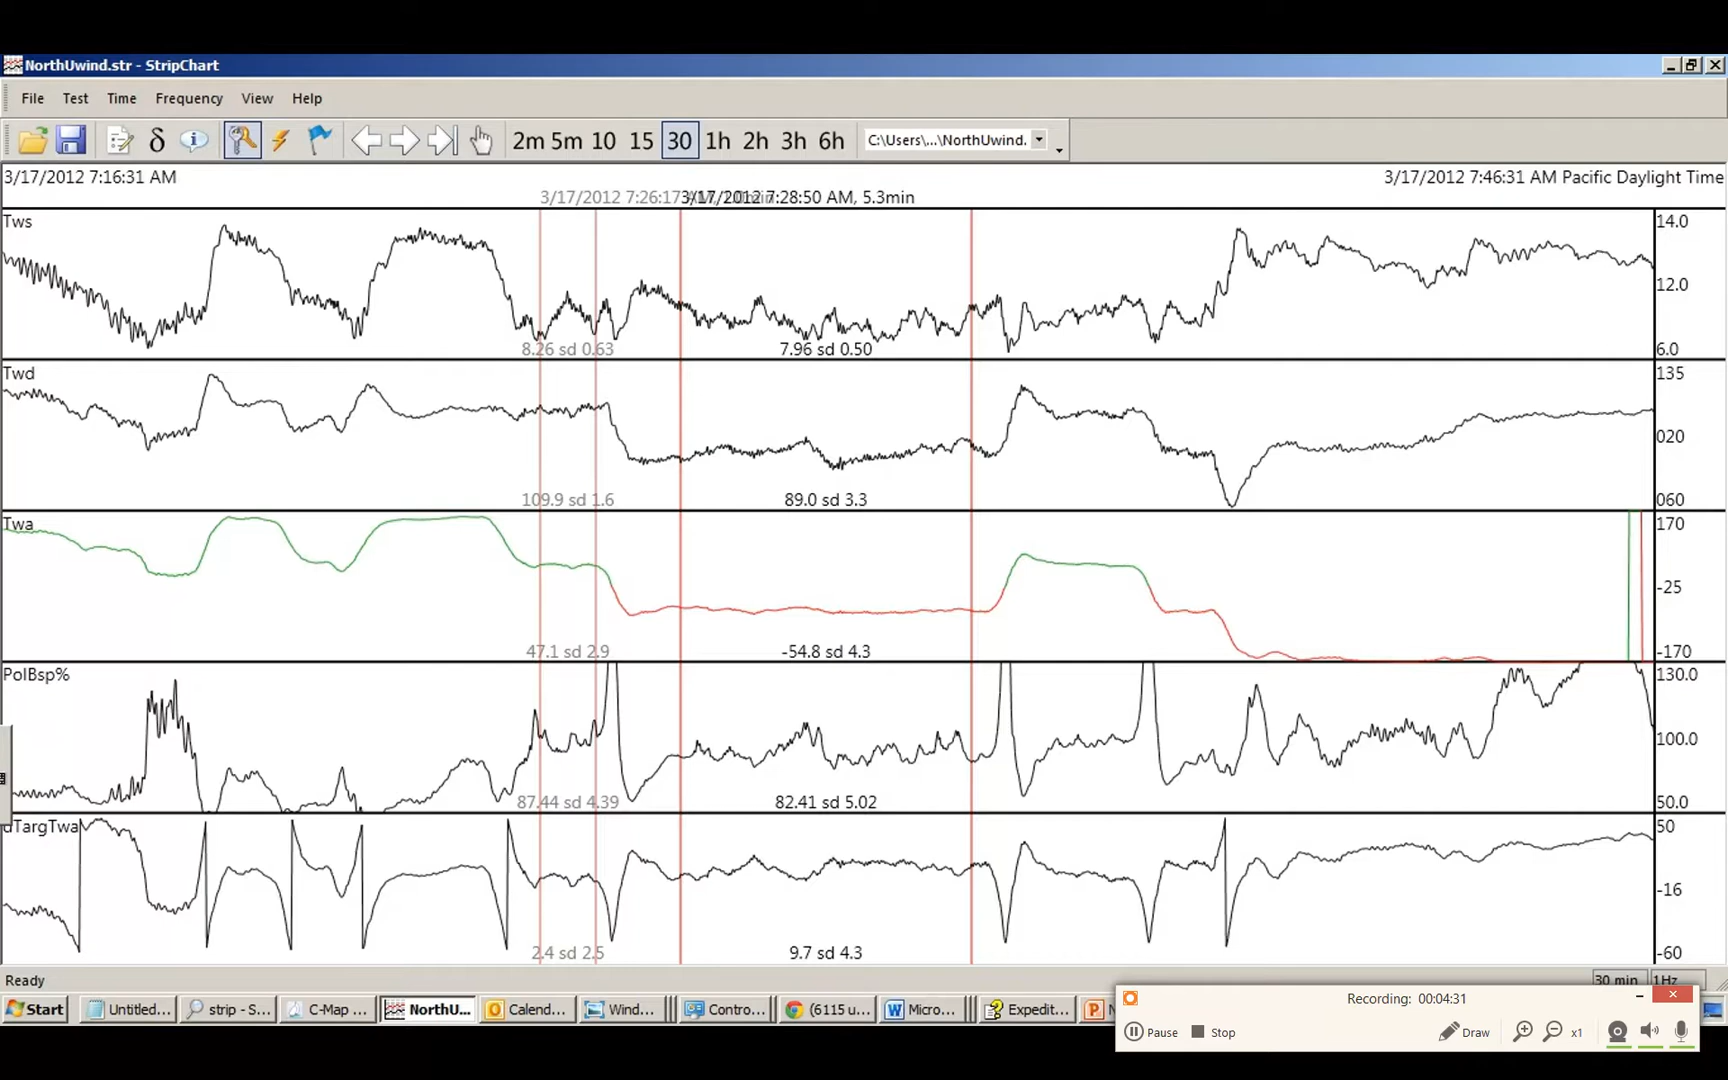 NorthUwind.str - StripChart
File Test Time Frequency View Help
δ 2m 5m 10 15 30 1h 2h 3h 6h C:\Users\...\NorthUwind.
3/17/2012 7:16:31 AM 3/17/2012 7:46:31 AM Pacific Daylight Time
3/17/2012 7:26:17 3/17/2012 7:28:50 AM, 5.3min
Tws 14.0
12.0
8.26 sd 0.63 7.96 sd 0.50 6.0
Twd 135
020
109.9 sd 1.6 89.0 sd 3.3 060
Twa 170
-25
47.1 sd 2.9 -54.8 sd 4.3 -170
PolBsp% 130.0
100.0
87.44 sd 4.39 82.41 sd 5.02 50.0
dTargTwa 50
-16
2.4 sd 2.5 9.7 sd 4.3 -60
Ready 30 min 1Hz
Recording: 00:04:31
Start Untitled... strip - S... C-Map ... NorthU... Calend... Wind... Contro... (6115 u... Micro... Expedit...
Pause Stop Draw x1